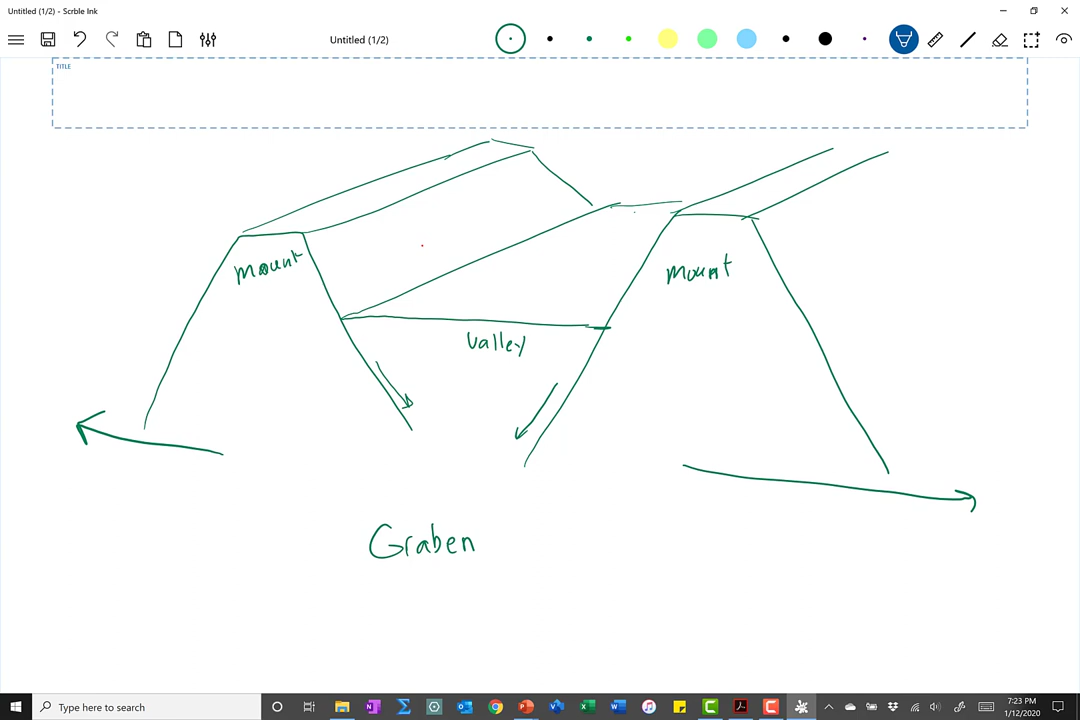 Untitled (1/2) - Scrble Ink
Untitled (1/2)
TITLE
mount
mount
Valley
Graben
Type here to search
7:23 PM
1/12/2020